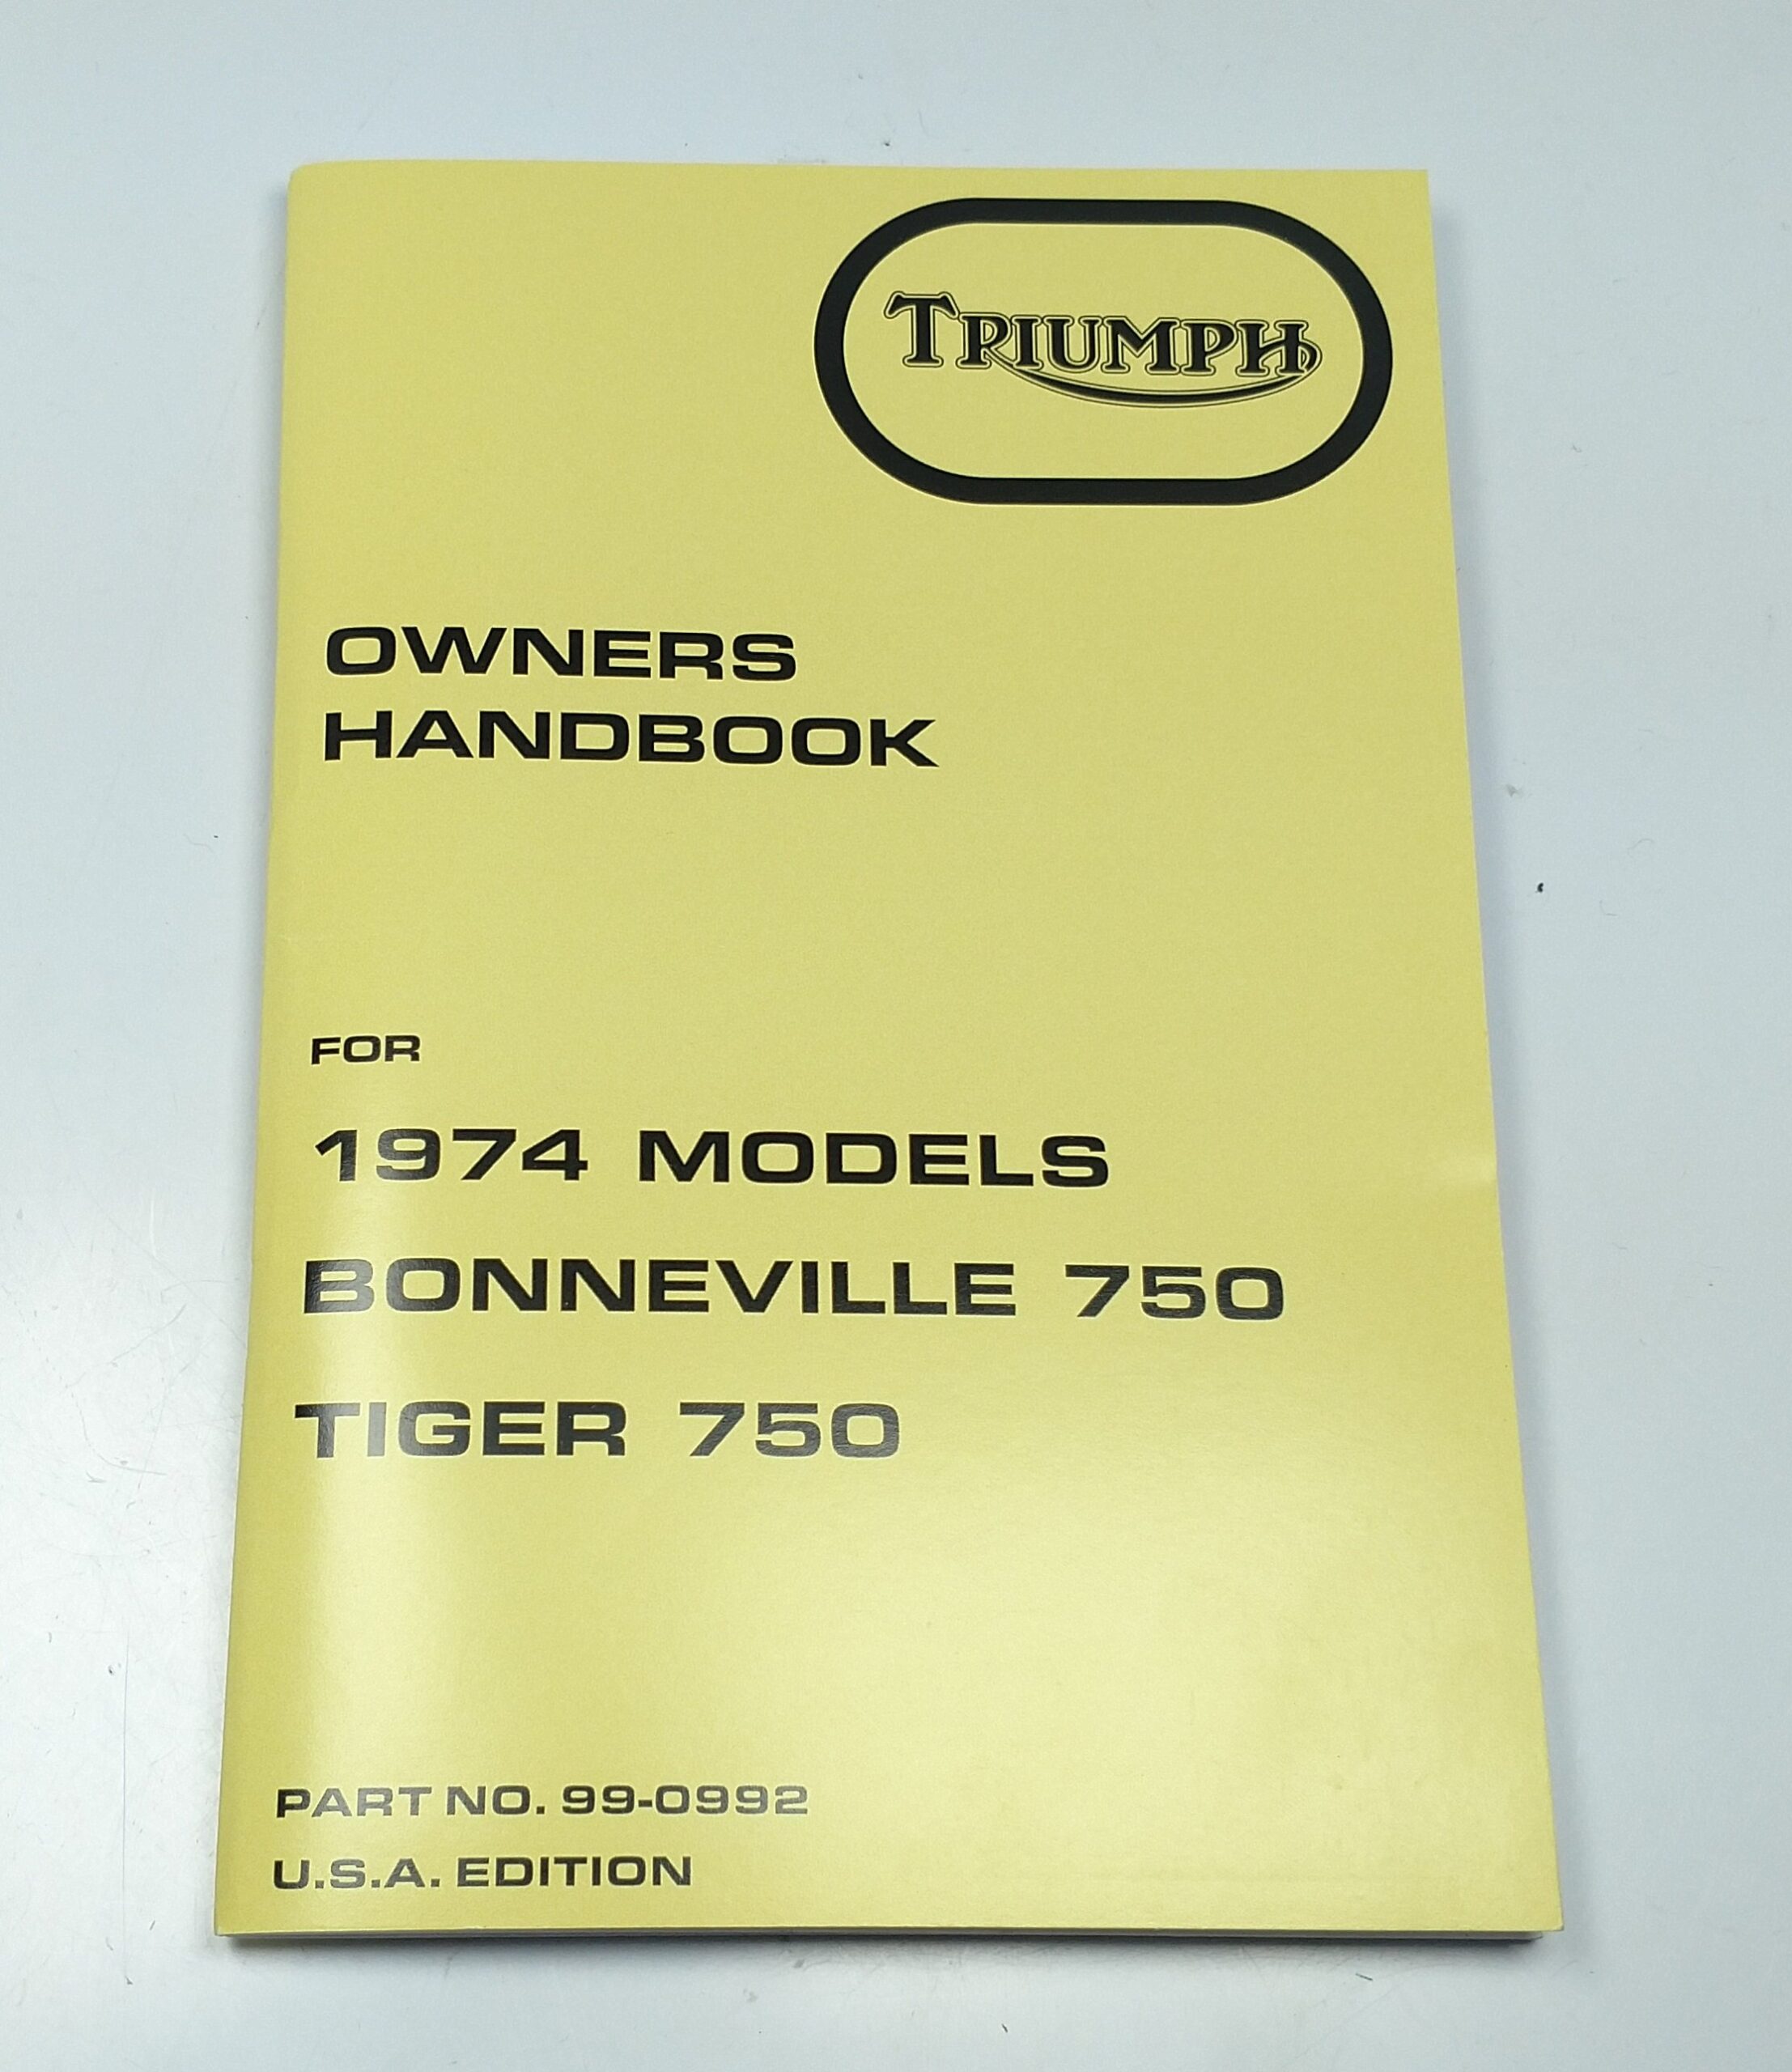 TRIUMPH
OWNERS
HANDBOOK
FOR
1974 MODELS
BONNEVILLE 750
TIGER 750
PART NO. 99-0992
U.S.A. EDITION